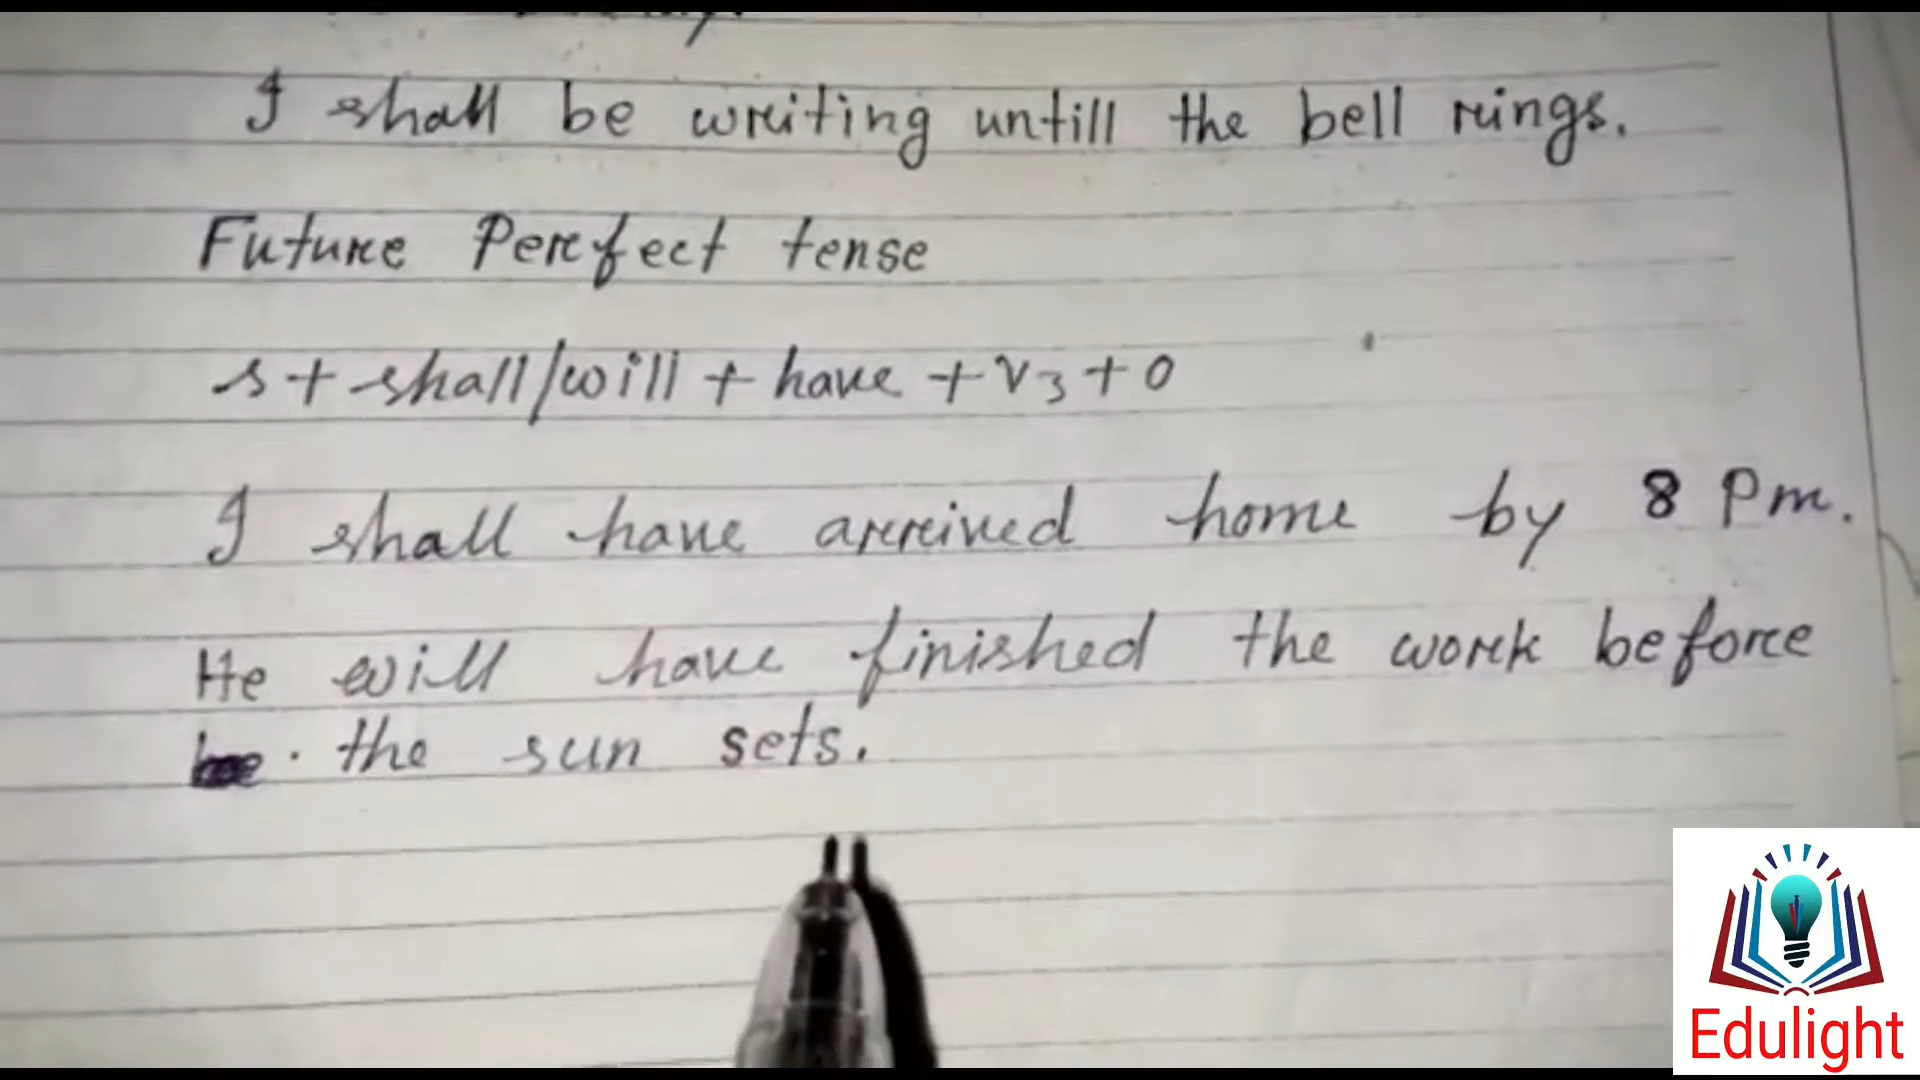 I shall be writing untill the bell rings.
Future Perfect tense
s + shall/will + have + v3 + o
I shall have arrived home by 8 Pm.
He will have finished the work before
the sun sets.
Edulight